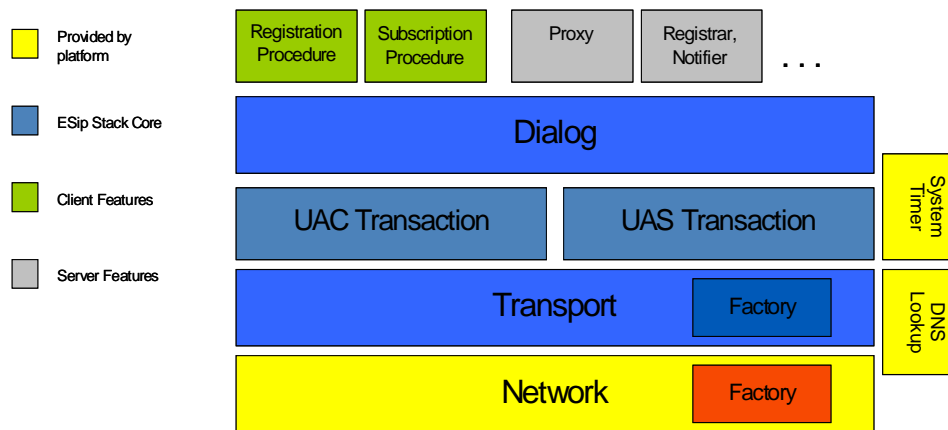 Provided by
platform
ESip Stack Core
Client Features
Server Features
Registration
Procedure
Subscription
Procedure
Proxy
Registrar,
Notifier
. . .
Dialog
UAC Transaction
UAS Transaction
System
Timer
Transport
Factory
DNS
Lookup
Network
Factory